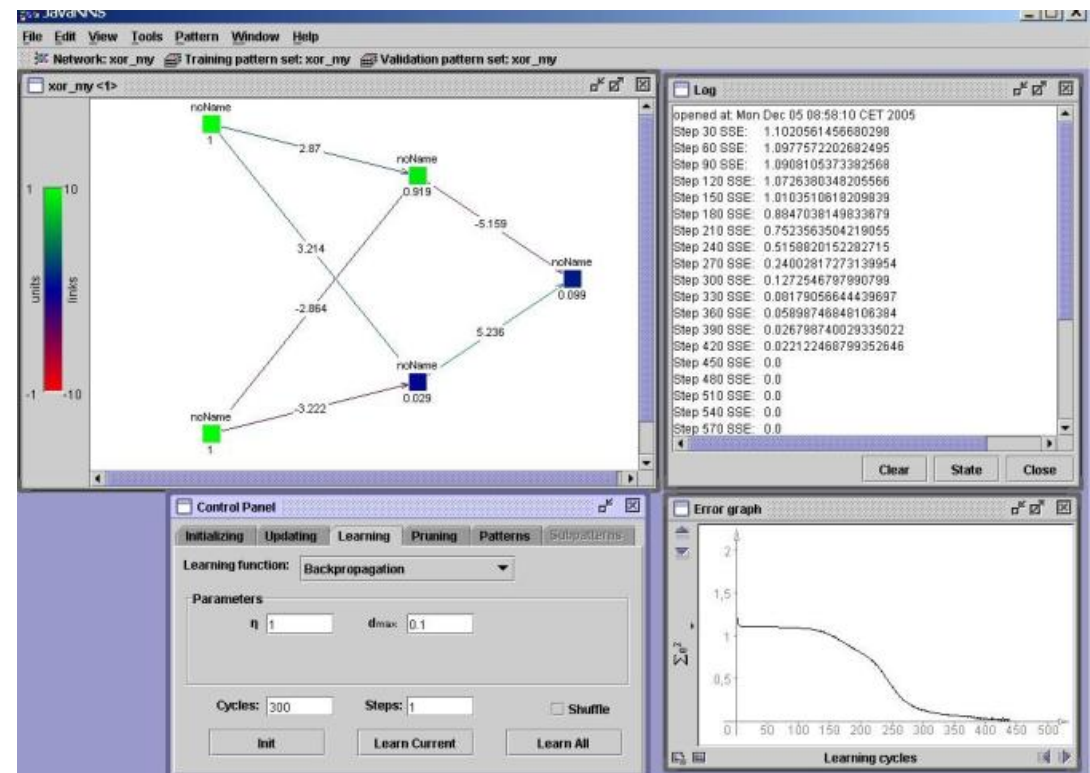 JavaNNS
File Edit View Tools Pattern Window Help
Network: xor_my Training pattern set: xor_my Validation pattern set: xor_my
xor_my <1>
noName
1
2.87
noName
0.919
-5.159
3.214
noName
0.099
-2.864
5.236
noName
0.029
-3.222
noName
1
1 10
units
links
-1 -10
Log
opened at: Mon Dec 05 08:58:10 CET 2005
Step 30 SSE: 1.1020561456680298
Step 60 SSE: 1.0977572202682495
Step 90 SSE: 1.0908105373382568
Step 120 SSE: 1.0726380348205566
Step 150 SSE: 1.0103510618209839
Step 180 SSE: 0.8847038149833679
Step 210 SSE: 0.7523563504219055
Step 240 SSE: 0.5158820152282715
Step 270 SSE: 0.24002817273139954
Step 300 SSE: 0.1272546797990799
Step 330 SSE: 0.08179056644439697
Step 360 SSE: 0.05898746848106384
Step 390 SSE: 0.026798740029335022
Step 420 SSE: 0.022122468799352646
Step 450 SSE: 0.0
Step 480 SSE: 0.0
Step 510 SSE: 0.0
Step 540 SSE: 0.0
Step 570 SSE: 0.0
Clear State Close
Control Panel
Initializing Updating Learning Pruning Patterns Subpatterns
Learning function: Backpropagation
Parameters
η 1 dmax 0.1
Cycles: 300 Steps: 1 Shuffle
Init Learn Current Learn All
Error graph
2
1,5
1
0,5
Σe²
0 50 100 150 200 250 300 350 400 450 500
Learning cycles